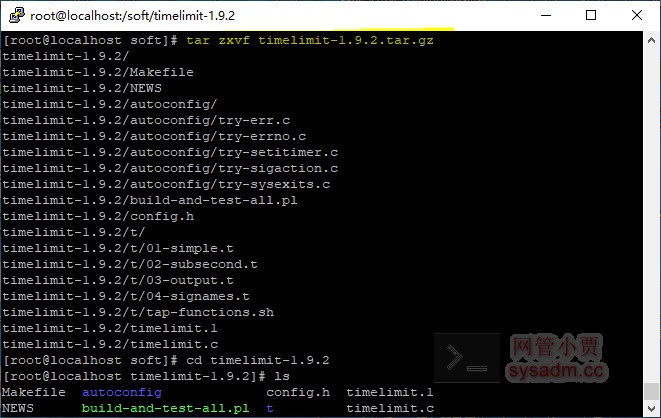 root@localhost:/soft/timelimit-1.9.2
[root@localhost soft]# tar zxvf timelimit-1.9.2.tar.gz
timelimit-1.9.2/
timelimit-1.9.2/Makefile
timelimit-1.9.2/NEWS
timelimit-1.9.2/autoconfig/
timelimit-1.9.2/autoconfig/try-err.c
timelimit-1.9.2/autoconfig/try-errno.c
timelimit-1.9.2/autoconfig/try-setitimer.c
timelimit-1.9.2/autoconfig/try-sigaction.c
timelimit-1.9.2/autoconfig/try-sysexits.c
timelimit-1.9.2/build-and-test-all.pl
timelimit-1.9.2/config.h
timelimit-1.9.2/t/
timelimit-1.9.2/t/01-simple.t
timelimit-1.9.2/t/02-subsecond.t
timelimit-1.9.2/t/03-output.t
timelimit-1.9.2/t/04-signames.t
timelimit-1.9.2/t/tap-functions.sh
timelimit-1.9.2/timelimit.1
timelimit-1.9.2/timelimit.c
[root@localhost soft]# cd timelimit-1.9.2
[root@localhost timelimit-1.9.2]# ls
Makefile autoconfig config.h timelimit.1
NEWS build-and-test-all.pl t timelimit.c
>_
网管小贾
sysadm.cc